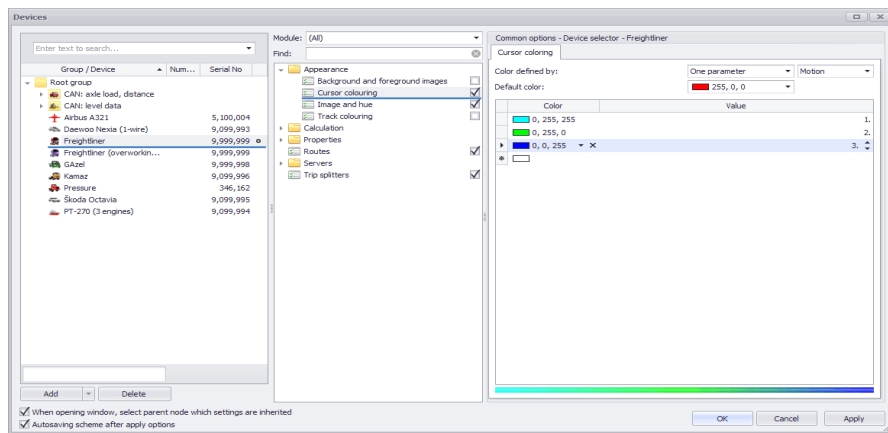 Devices
Enter text to search...
Group / Device Num... Serial No
Root group
CAN: axle load, distance
CAN: level data
Airbus A321 5,100,004
Daewoo Nexia (1-wire) 9,099,993
Freightliner 9,999,999
Freightliner (overworkin... 9,999,999
GAzel 9,099,998
Kamaz 9,099,996
Pressure 346,162
Škoda Octavia 9,099,995
PT-270 (3 engines) 9,099,994
Add Delete
When opening window, select parent node which settings are inherited
Autosaving scheme after apply options
Module: (All)
Find:
Appearance
Background and foreground images
Cursor colouring
Image and hue
Track colouring
Calculation
Properties
Routes
Servers
Trip splitters
Common options - Device selector - Freightliner
Cursor coloring
Color defined by: One parameter Motion
Default color: 255, 0, 0
Color Value
0, 255, 255 1.
0, 255, 0 2.
0, 0, 255 3.
OK Cancel Apply